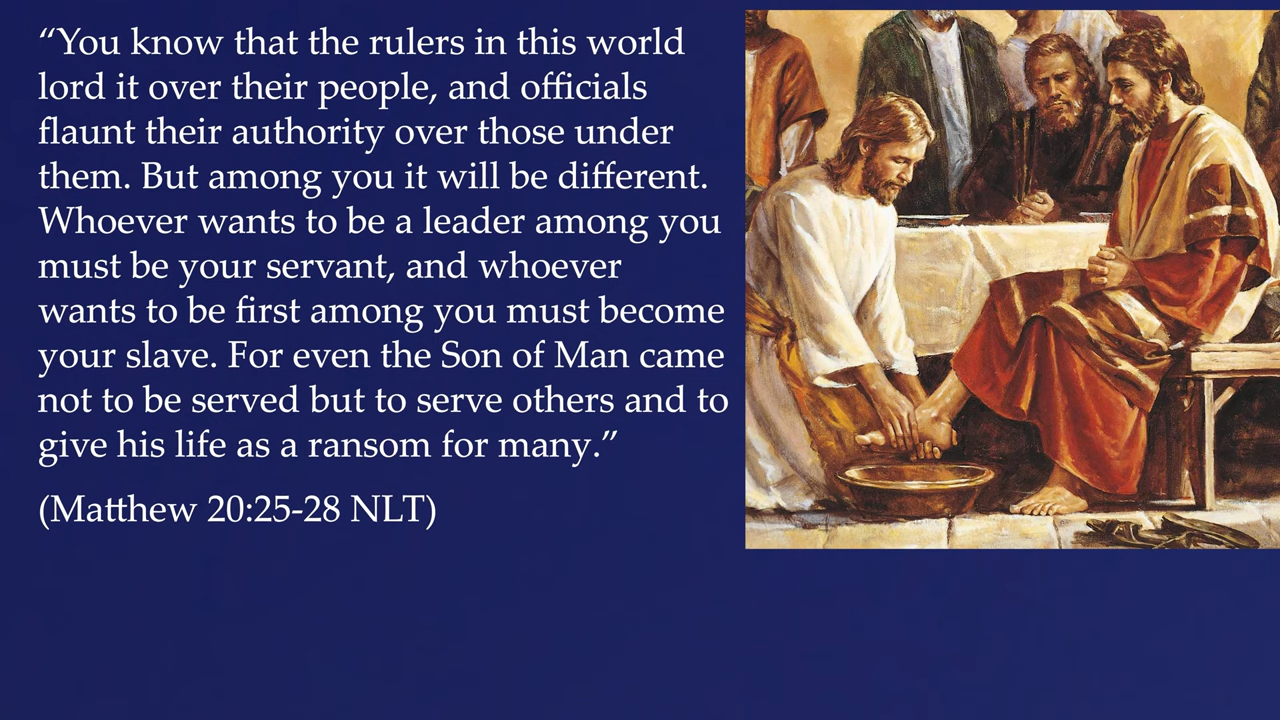 “You know that the rulers in this world
lord it over their people, and officials
flaunt their authority over those under
them. But among you it will be different.
Whoever wants to be a leader among you
must be your servant, and whoever
wants to be first among you must become
your slave. For even the Son of Man came
not to be served but to serve others and to
give his life as a ransom for many.”
(Matthew 20:25-28 NLT)